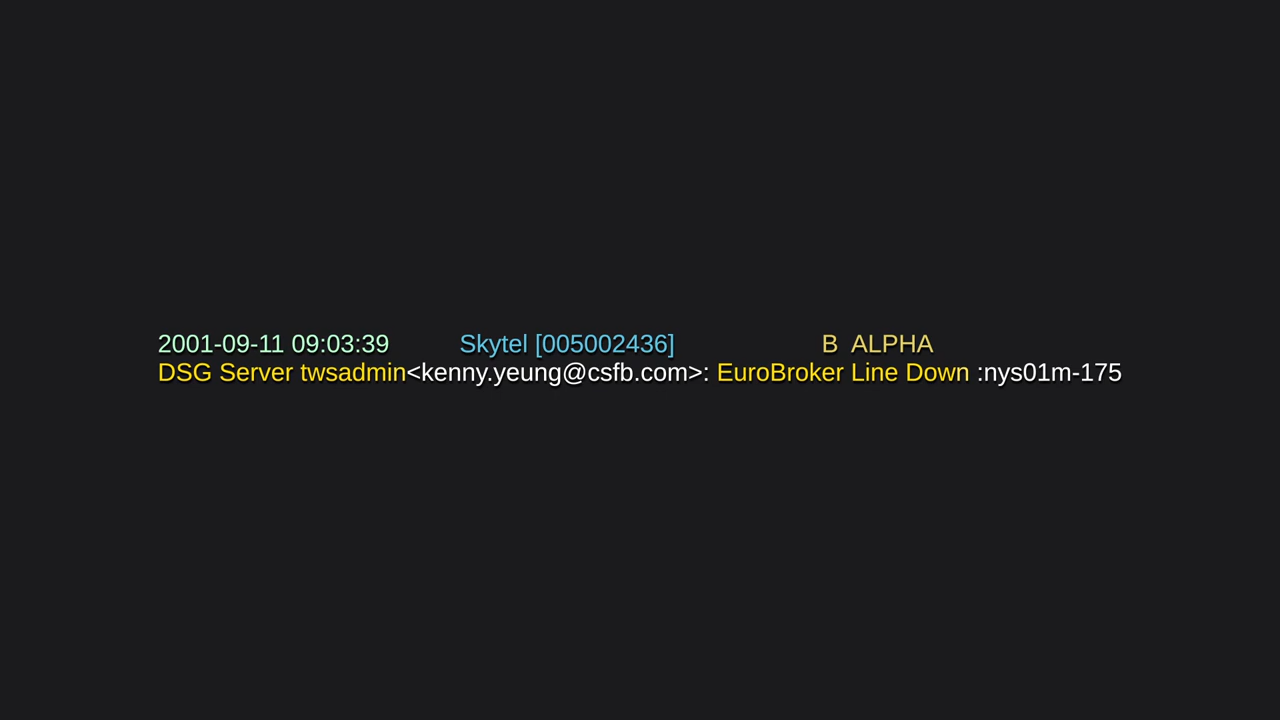 2001-09-11 09:03:39 Skytel [005002436] B ALPHA
DSG Server twsadmin<kenny.yeung@csfb.com>: EuroBroker Line Down :nys01m-175